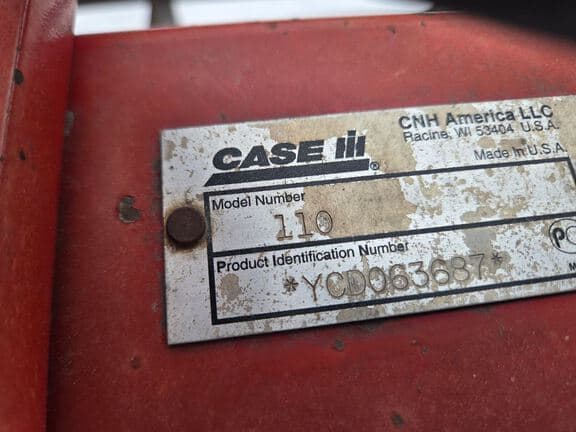 CNH America LLC
Racine, WI 53404 U.S.A.
Made in U.S.A.
CASE IH®
Model Number
110
Product Identification Number
*YCD063687*